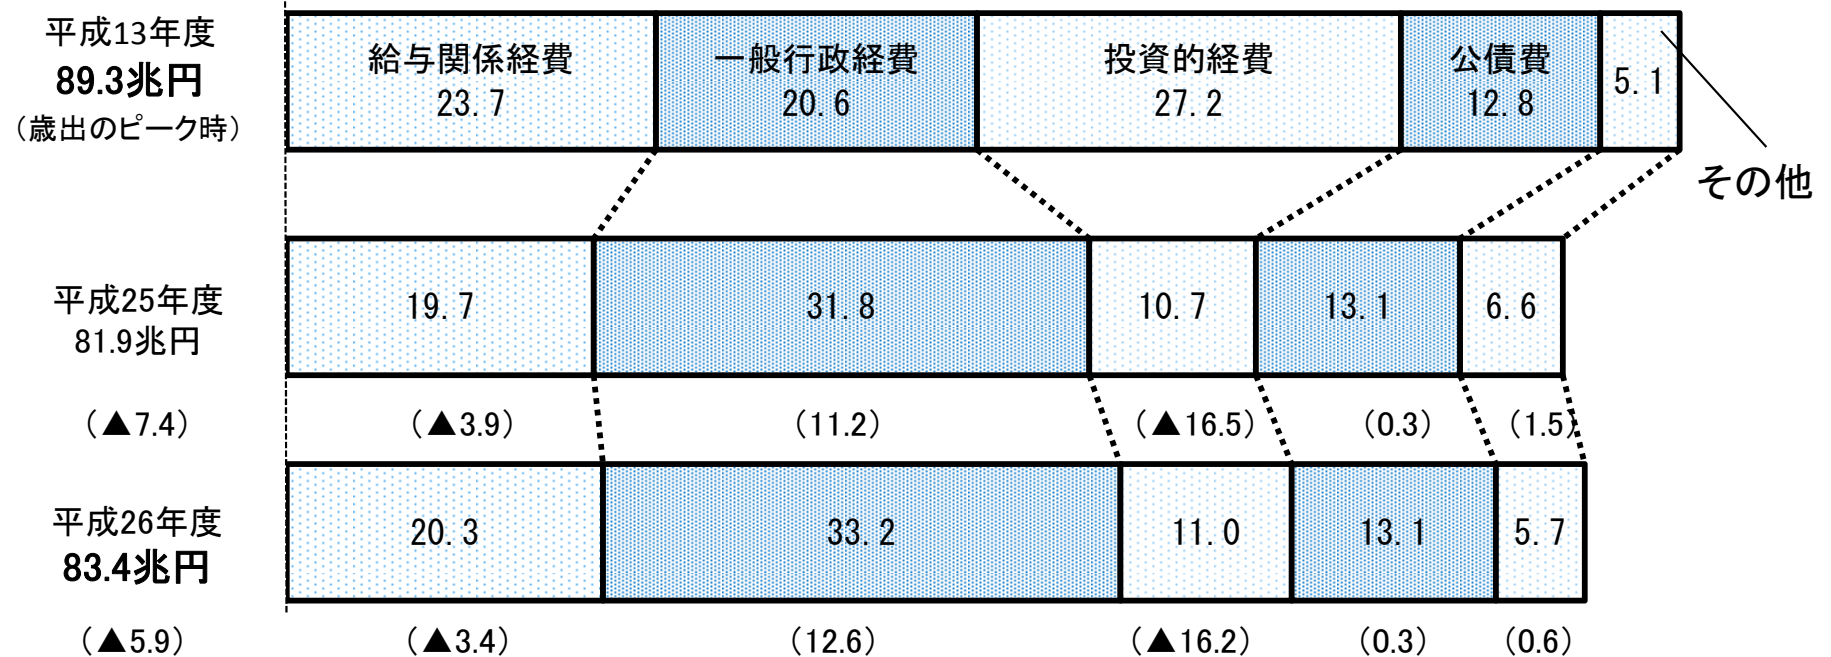 平成13年度
89.3兆円
（歳出のピーク時）
給与関係経費
23.7
一般行政経費
20.6
投資的経費
27.2
公債費
12.8
5.1
その他
平成25年度
81.9兆円
19.7
31.8
10.7
13.1
6.6
（▲7.4）
（▲3.9）
（11.2）
（▲16.5）
（0.3）
（1.5）
平成26年度
83.4兆円
20.3
33.2
11.0
13.1
5.7
（▲5.9）
（▲3.4）
（12.6）
（▲16.2）
（0.3）
（0.6）